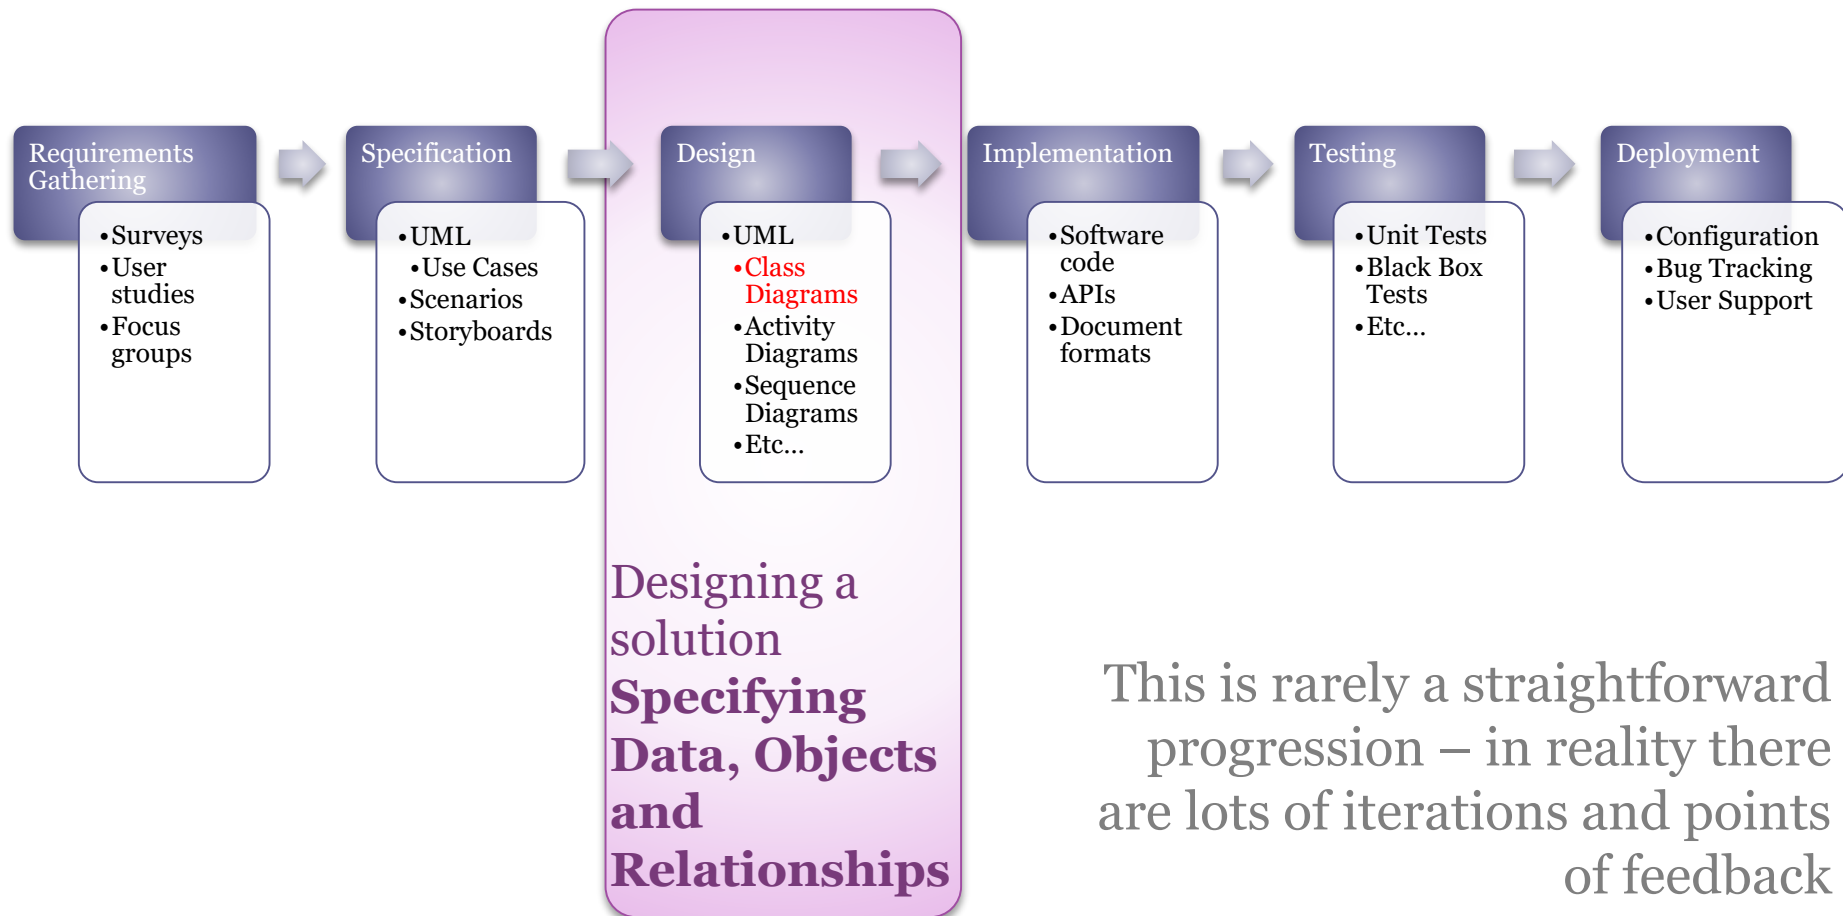 Requirements
Gathering
•Surveys
•User
studies
•Focus
groups
Specification
•UML
•Use Cases
•Scenarios
•Storyboards
Design
•UML
•Class
Diagrams
•Activity
Diagrams
•Sequence
Diagrams
•Etc…
Implementation
•Software
code
•APIs
•Document
formats
Testing
•Unit Tests
•Black Box
Tests
•Etc…
Deployment
•Configuration
•Bug Tracking
•User Support
Designing a
solution
Specifying
Data, Objects
and
Relationships
This is rarely a straightforward
progression – in reality there
are lots of iterations and points
of feedback